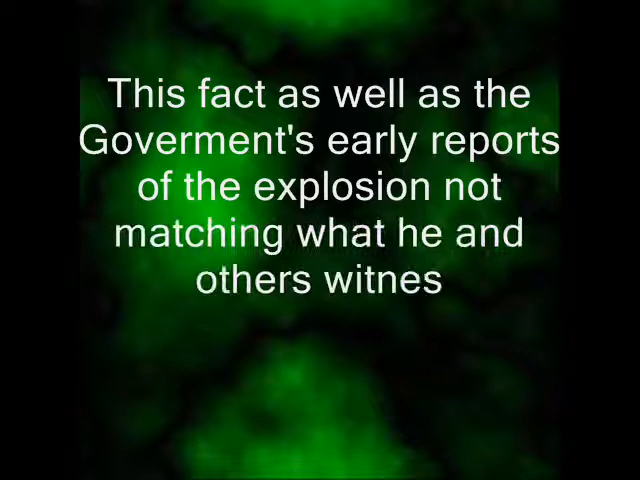 This fact as well as the
Goverment's early reports
of the explosion not
matching what he and
others witnes